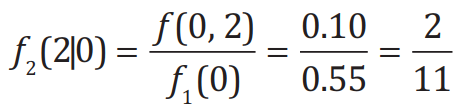 f₂(2|0) = f(0, 2) / f₁(0) = 0.10 / 0.55 = 2 / 11